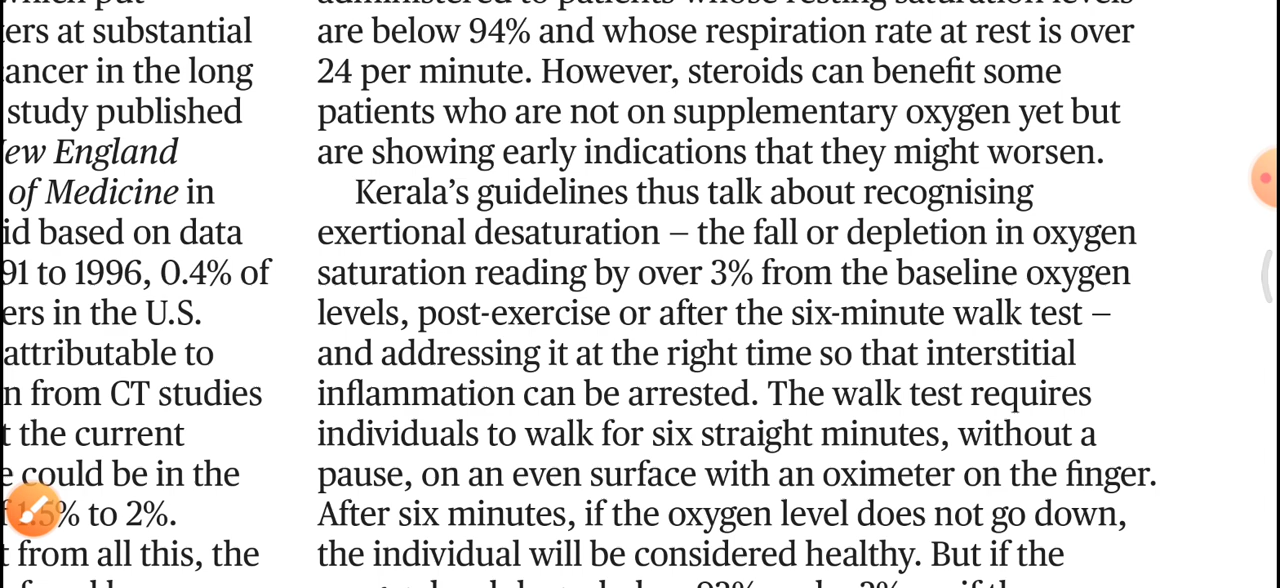 ers at substantial
ancer in the long
study published
ew England
of Medicine in
id based on data
91 to 1996, 0.4% of
ers in the U.S.
attributable to
n from CT studies
t the current
e could be in the
1.5% to 2%.
t from all this, the
are below 94% and whose respiration rate at rest is over
24 per minute. However, steroids can benefit some
patients who are not on supplementary oxygen yet but
are showing early indications that they might worsen.
Kerala’s guidelines thus talk about recognising
exertional desaturation – the fall or depletion in oxygen
saturation reading by over 3% from the baseline oxygen
levels, post-exercise or after the six-minute walk test –
and addressing it at the right time so that interstitial
inflammation can be arrested. The walk test requires
individuals to walk for six straight minutes, without a
pause, on an even surface with an oximeter on the finger.
After six minutes, if the oxygen level does not go down,
the individual will be considered healthy. But if the